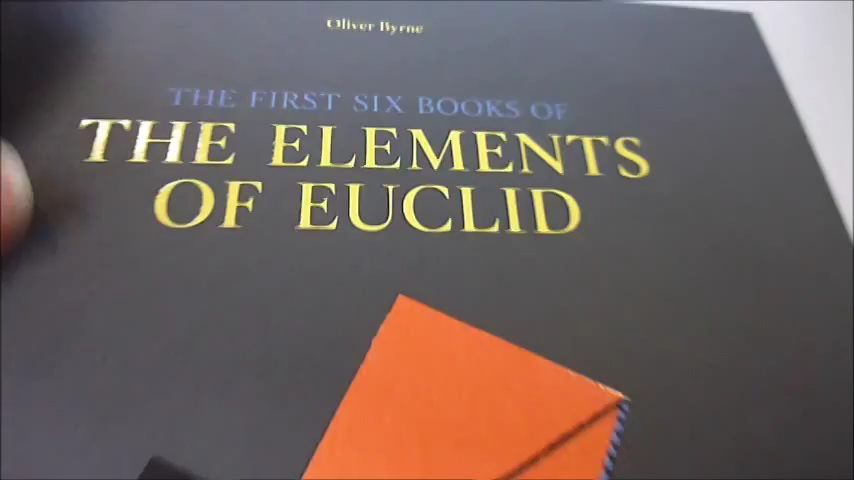 Oliver Byrne
THE FIRST SIX BOOKS OF
THE ELEMENTS
OF EUCLID